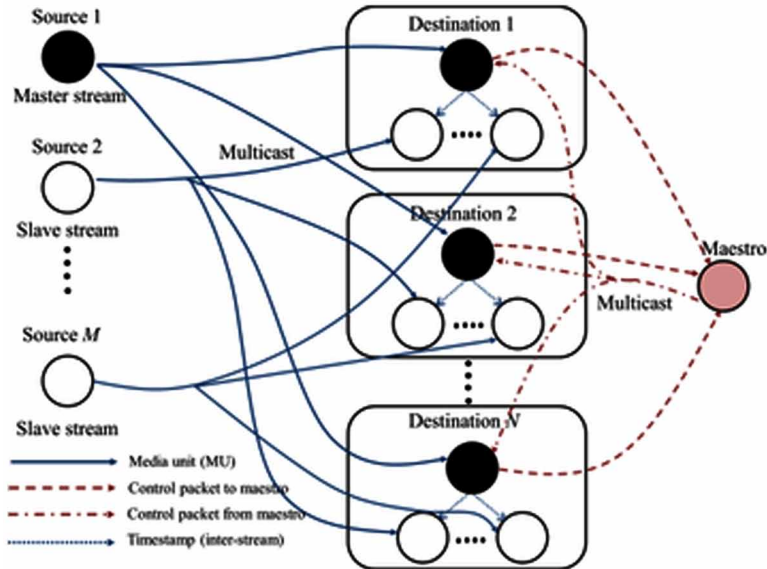 Source 1
Master stream
Source 2
Slave stream
Source M
Slave stream
Multicast
Destination 1
Destination 2
Destination N
Maestro
Multicast
Media unit (MU)
Control packet to maestro
Control packet from maestro
Timestamp (inter-stream)